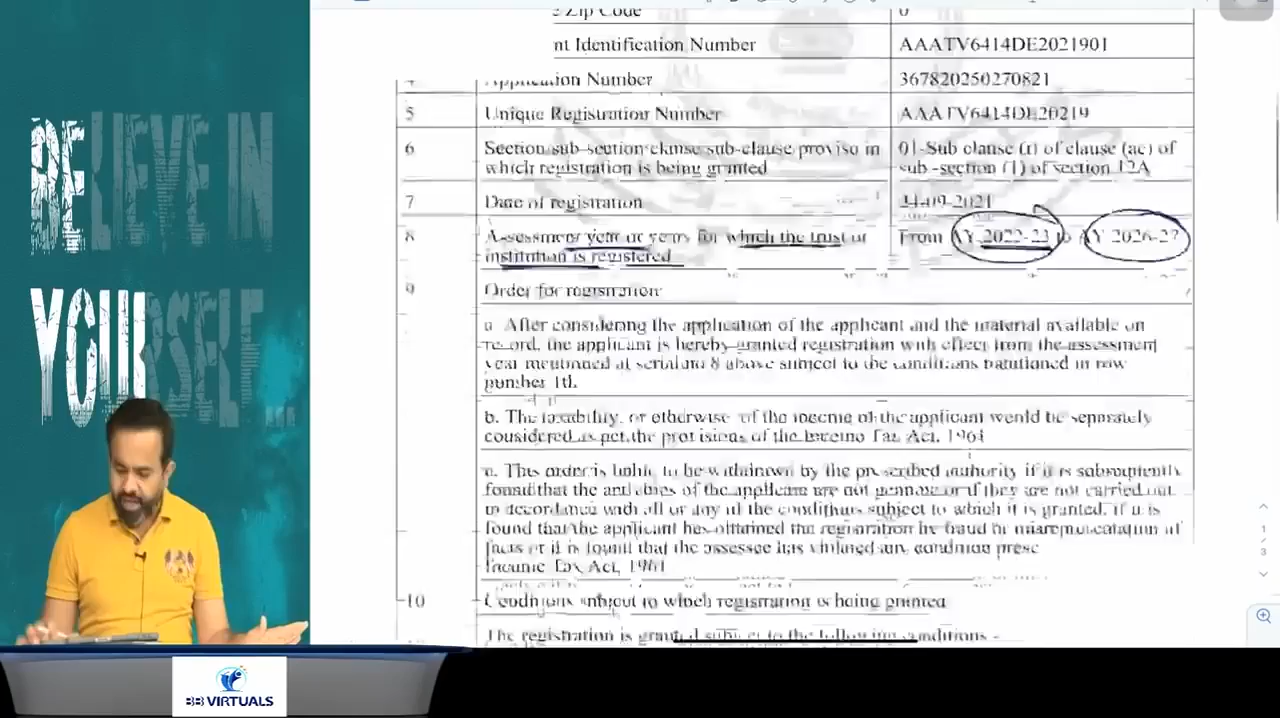 BELIEVE IN
YOURSELF...
Zip Code 0
nt Identification Number AAATV6414DE2021901
Application Number 367820250270821
5 Unique Registration Number AAATV6414DE20219
6 Section sub-section clause sub-clause proviso in
which registration is being granted
01-Sub clause (i) of clause (ac) of
sub-section (1) of section 12A
7 Date of registration
8 Assessment year or years for which the trust or
institution is registered
From AY 2022-23 to AY 2026-27
9 Order for registration
a After considering the application of the applicant and the material available on
record, the applicant is hereby granted registration with effect from the assessment
year mentioned at serial no 8 above subject to the conditions mentioned in row
number 10.
b. The taxability, or otherwise of the income of the applicant would be separately
considered as per the provisions of the Income Tax Act, 1961
c. This order is liable to be withdrawn by the prescribed authority if it is subsequently
found that the activities of the applicant are not genuine or if they are not carried out
in accordance with all or any of the conditions subject to which it is granted, if it is
found that the applicant has obtained the registration by fraud or misrepresentation of
facts or it is found that the assessee has violated any condition presc
Income Tax Act, 1961
10 Conditions subject to which registration is being granted
The registration is granted subject to the following conditions -
1
3
BB VIRTUALS